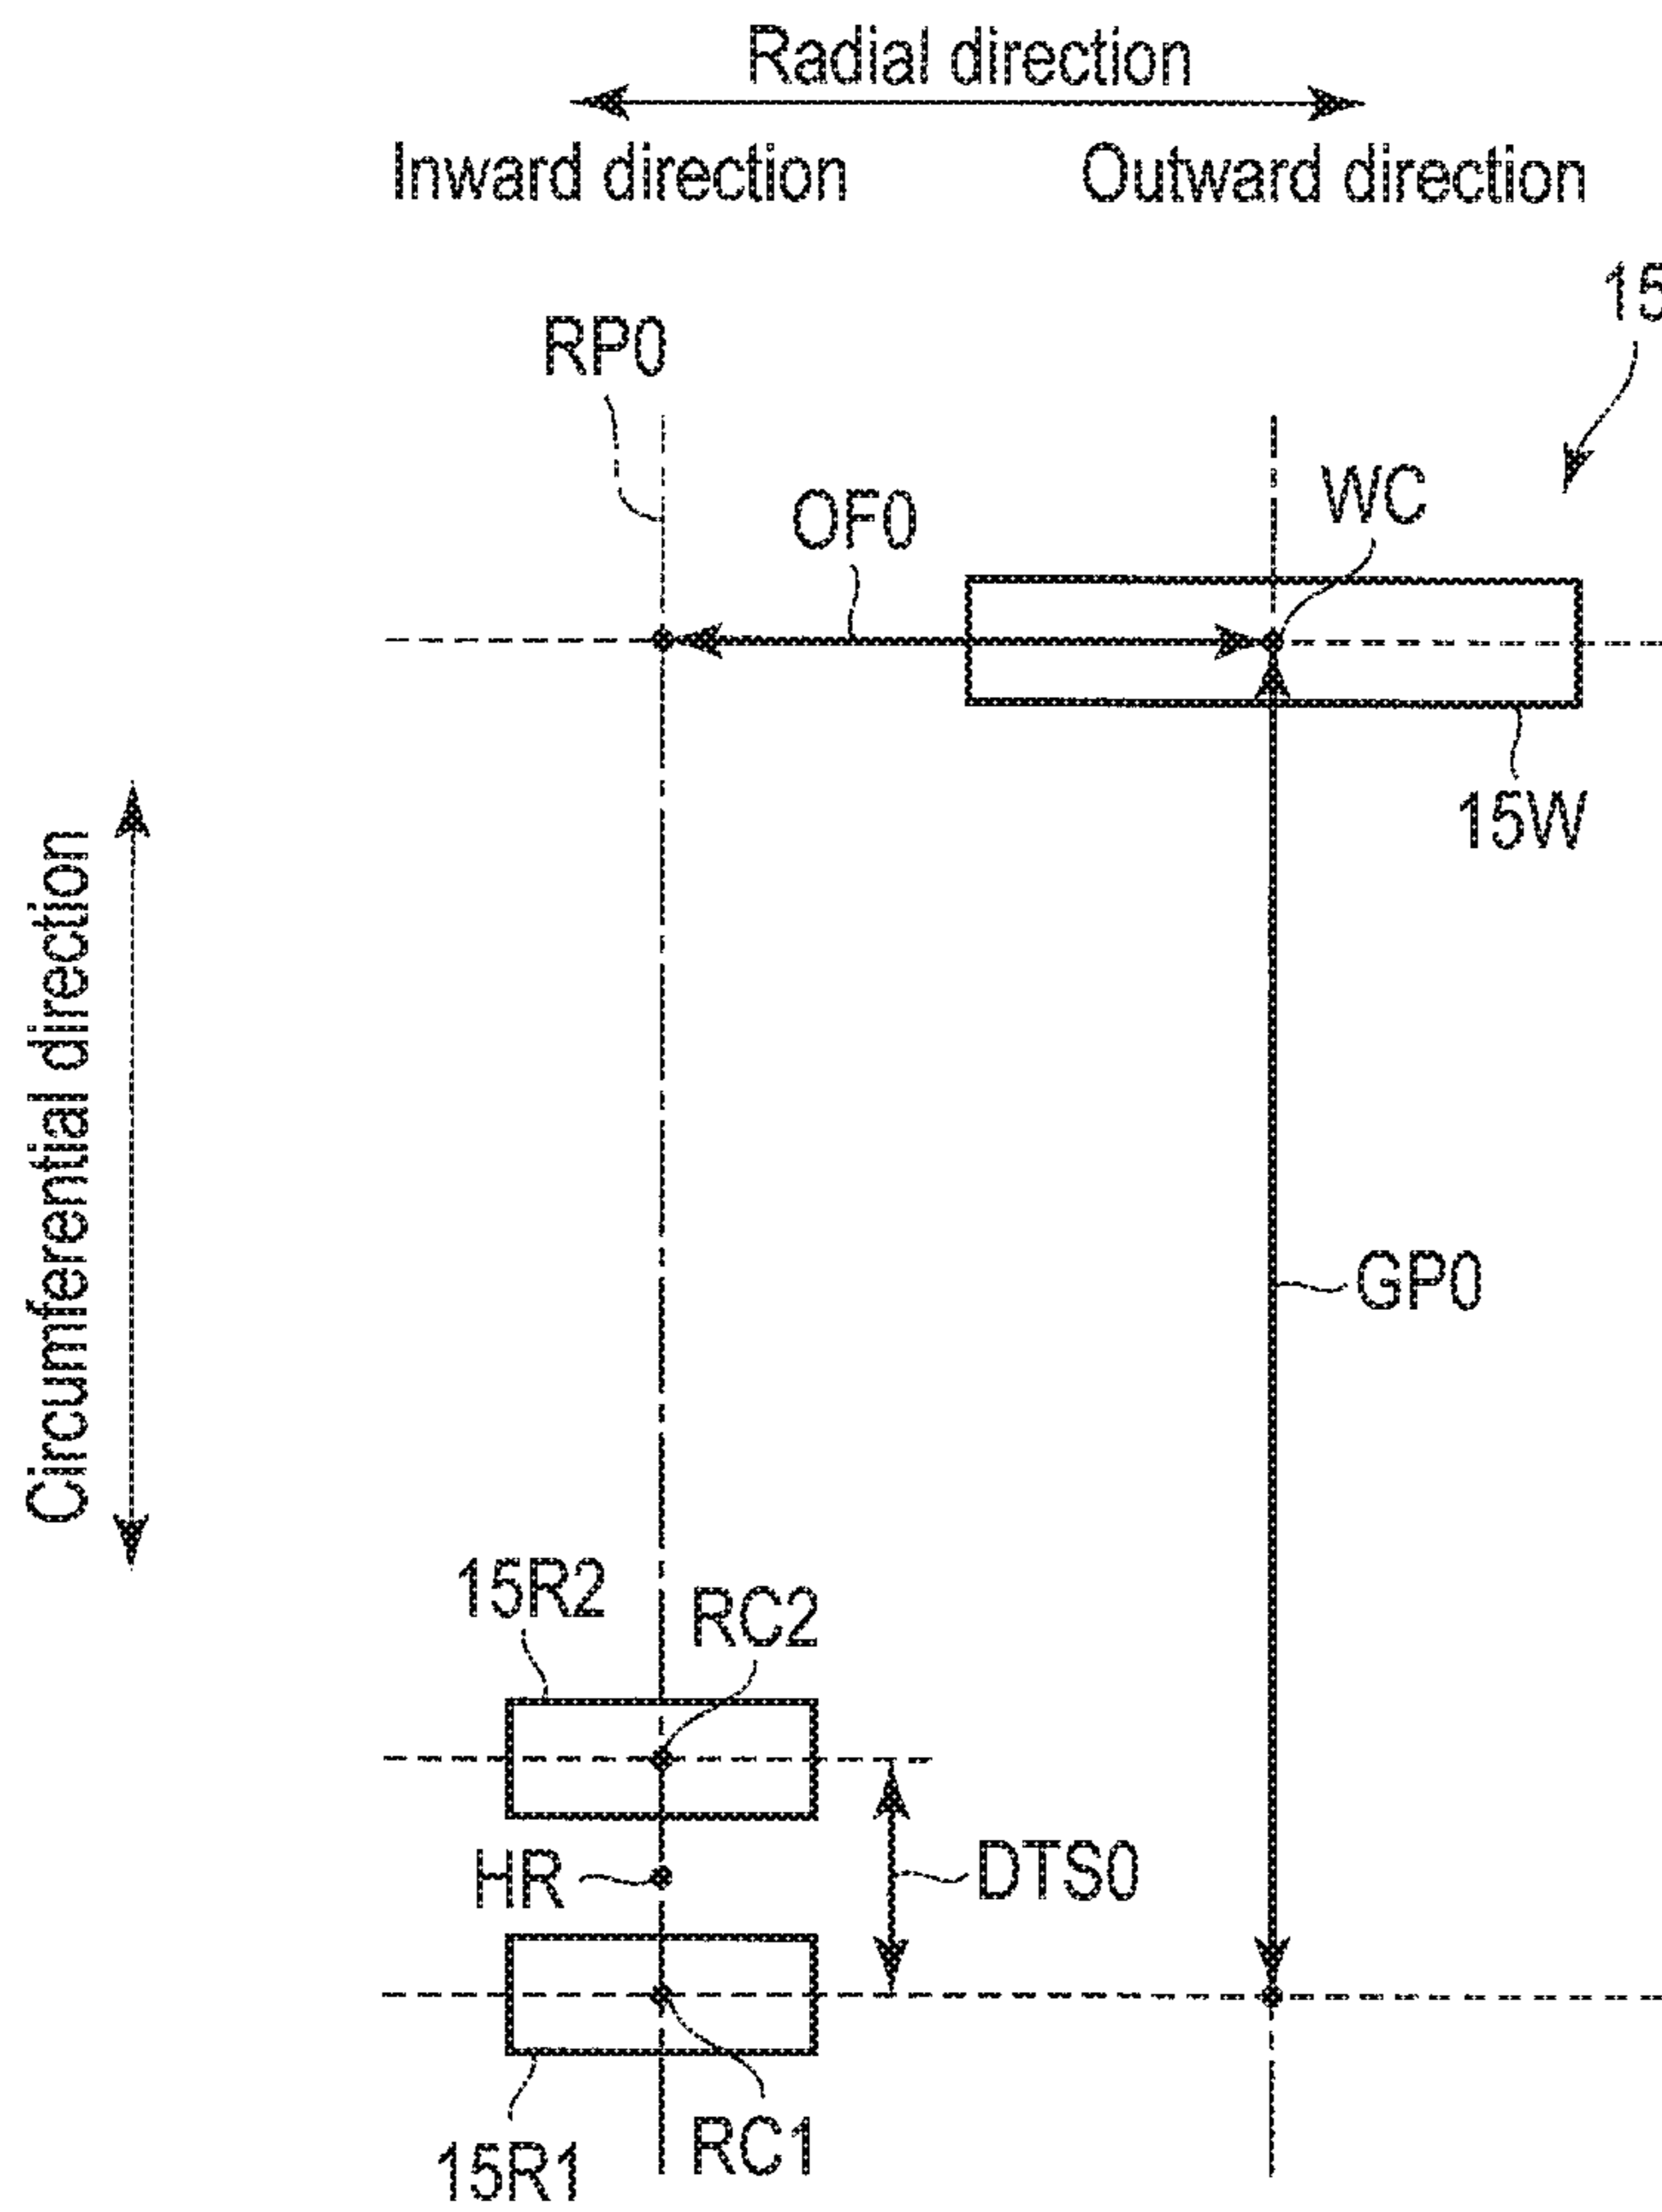 Radial direction
Inward direction
Outward direction
15
RP0
WC
OF0
15W
Circumferential direction
GP0
15R2
RC2
HR
DTS0
RC1
15R1